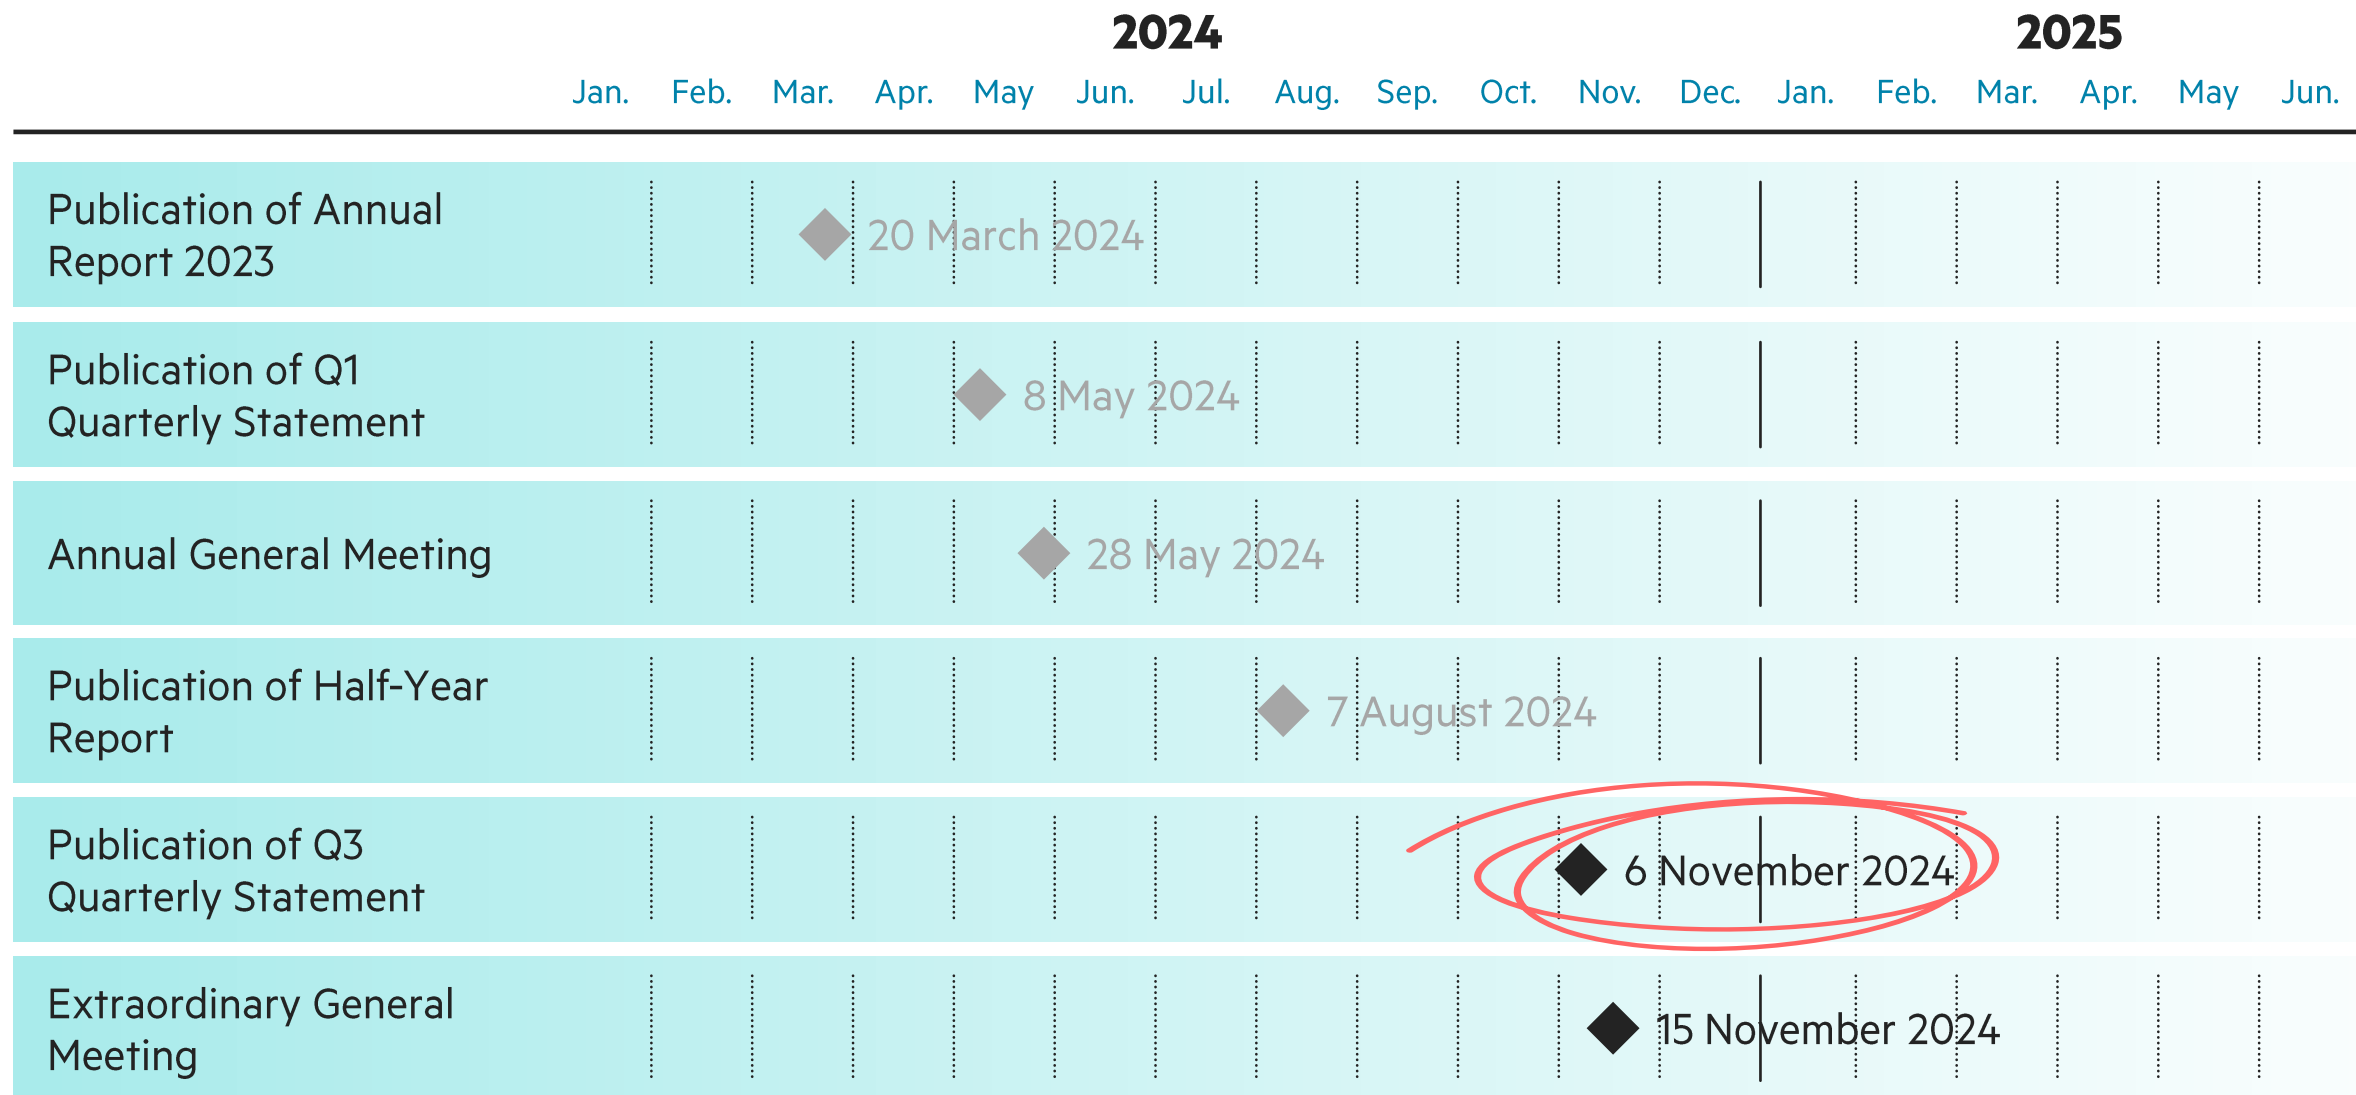 2024 2025
Jan. Feb. Mar. Apr. May Jun. Jul. Aug. Sep. Oct. Nov. Dec. Jan. Feb. Mar. Apr. May Jun.
Publication of Annual
Report 2023
20 March 2024
Publication of Q1
Quarterly Statement
8 May 2024
Annual General Meeting
28 May 2024
Publication of Half-Year
Report
7 August 2024
Publication of Q3
Quarterly Statement
6 November 2024
Extraordinary General
Meeting
15 November 2024